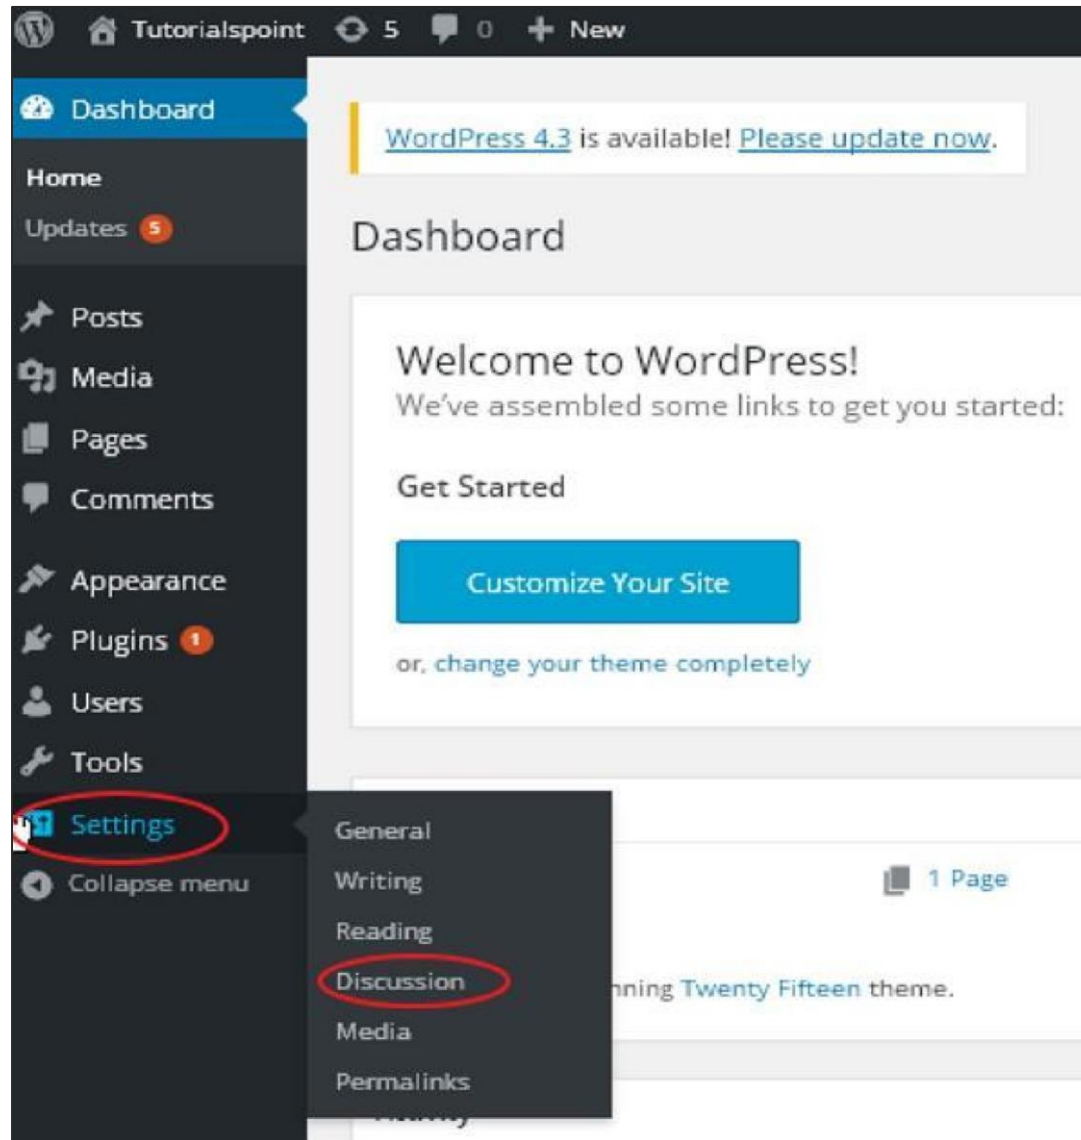 Tutorialspoint 5 0 New
Dashboard
Home
Updates 5
Posts
Media
Pages
Comments
Appearance
Plugins 1
Users
Tools
Settings
Collapse menu
WordPress 4.3 is available! Please update now.
Dashboard
Welcome to WordPress!
We've assembled some links to get you started:
Get Started
Customize Your Site
or, change your theme completely
General
Writing
Reading
Discussion
Media
Permalinks
1 Page
nning Twenty Fifteen theme.